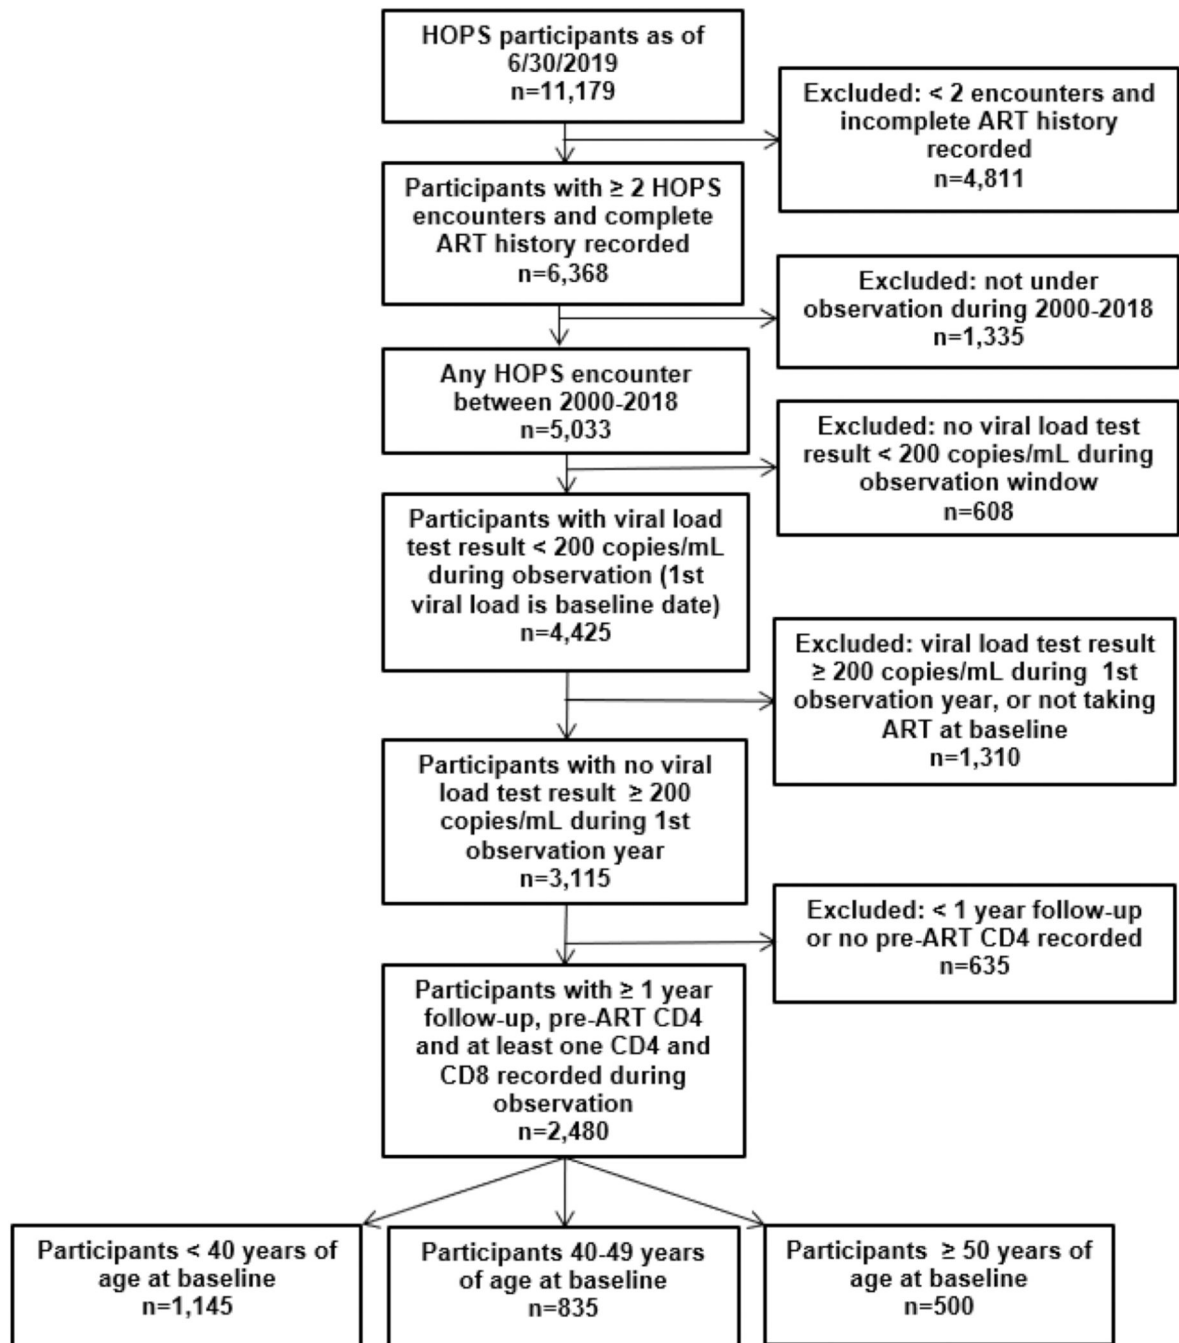 HOPS participants as of
6/30/2019
n=11,179
Excluded: < 2 encounters and
incomplete ART history
recorded
n=4,811
Participants with ≥ 2 HOPS
encounters and complete
ART history recorded
n=6,368
Excluded: not under
observation during 2000-2018
n=1,335
Any HOPS encounter
between 2000-2018
n=5,033
Excluded: no viral load test
result < 200 copies/mL during
observation window
n=608
Participants with viral load
test result < 200 copies/mL
during observation (1st
viral load is baseline date)
n=4,425
Excluded: viral load test result
≥ 200 copies/mL during 1st
observation year, or not taking
ART at baseline
n=1,310
Participants with no viral
load test result ≥ 200
copies/mL during 1st
observation year
n=3,115
Excluded: < 1 year follow-up
or no pre-ART CD4 recorded
n=635
Participants with ≥ 1 year
follow-up, pre-ART CD4
and at least one CD4 and
CD8 recorded during
observation
n=2,480
Participants < 40 years of
age at baseline
n=1,145
Participants 40-49 years
of age at baseline
n=835
Participants ≥ 50 years of
age at baseline
n=500